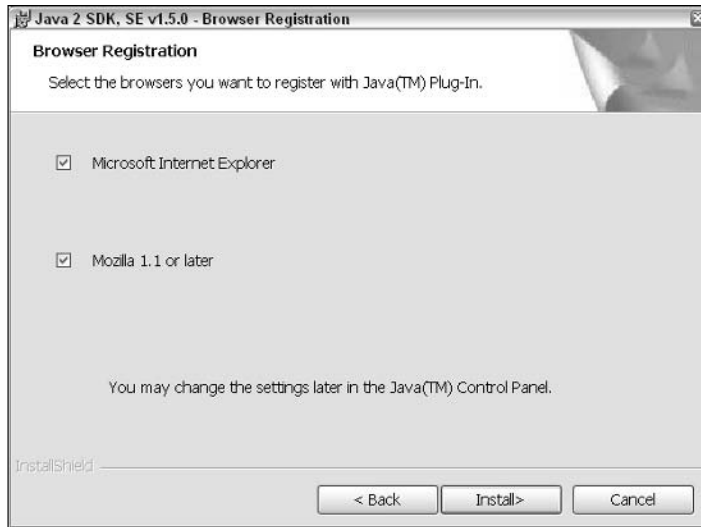 Java 2 SDK, SE v1.5.0 - Browser Registration
Browser Registration
Select the browsers you want to register with Java(TM) Plug-In.
Microsoft Internet Explorer
Mozilla 1.1 or later
You may change the settings later in the Java(TM) Control Panel.
InstallShield
< Back
Install>
Cancel